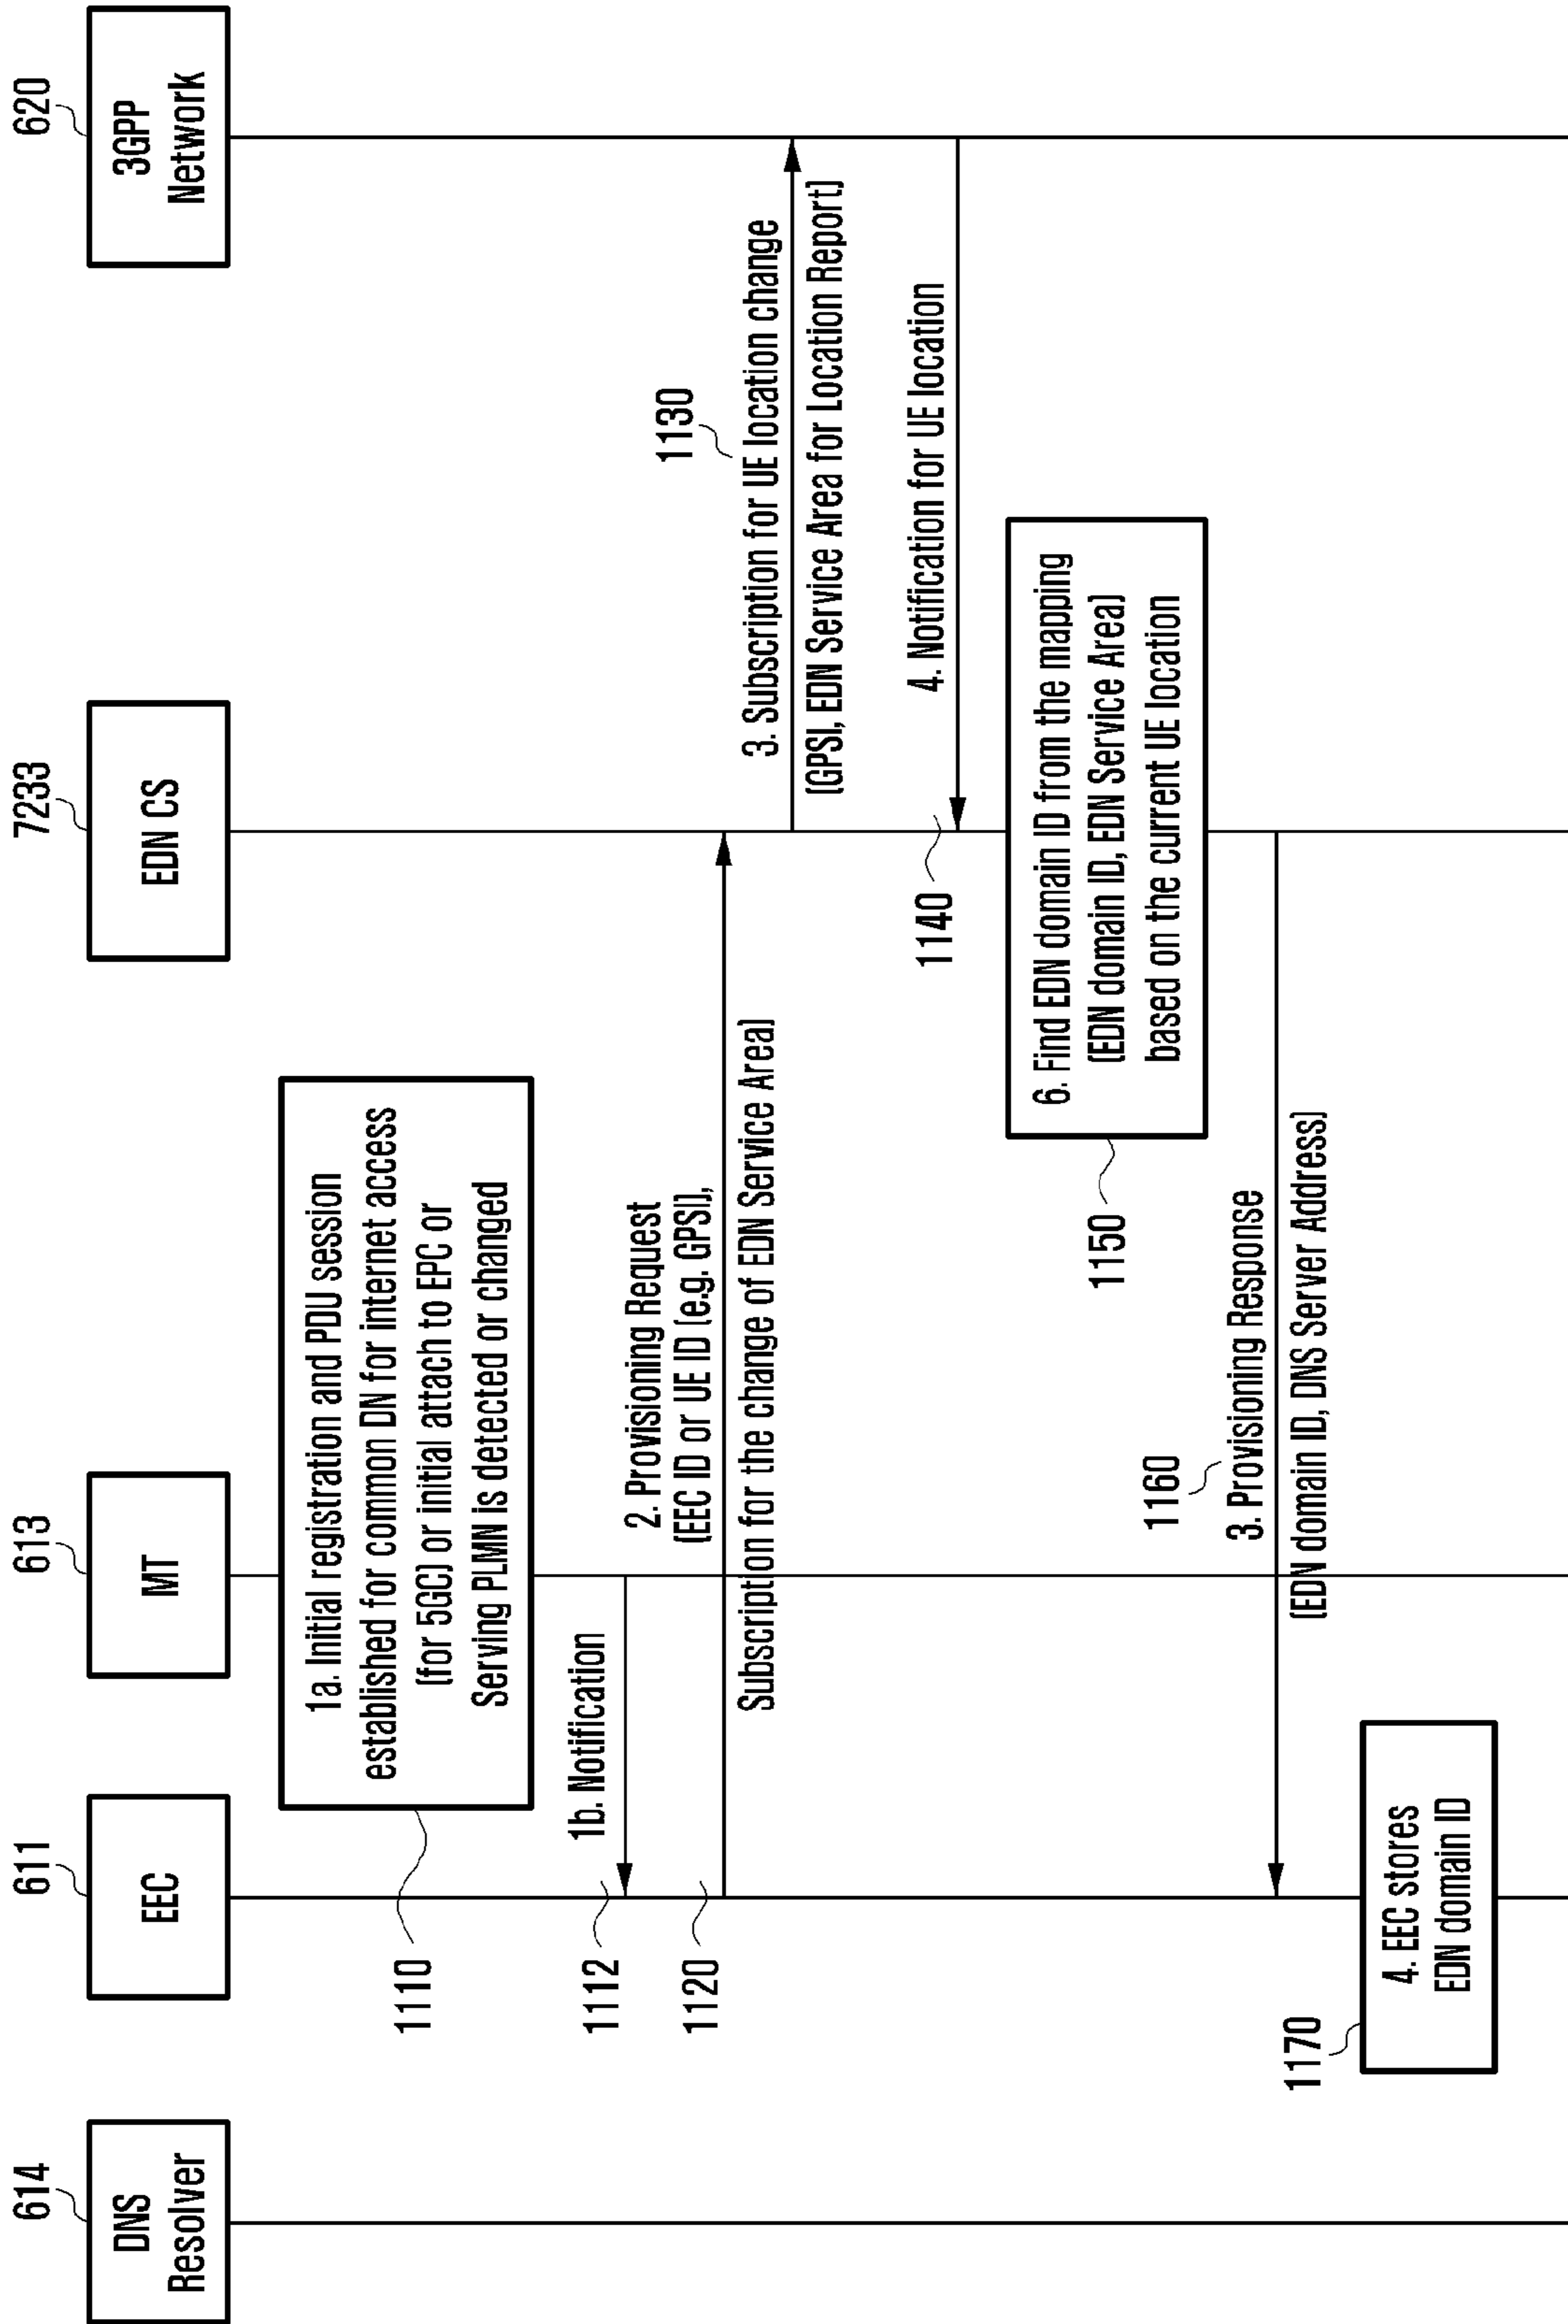 614
DNS
Resolver
611
EEC
613
MT
7233
EDN CS
620
3GPP
Network
1110
1a. Initial registration and PDU session
established for common DN for internet access
(for 5GC) or initial attach to EPC or
Serving PLMN is detected or changed
1112
1b. Notification
1120
2. Provisioning Request
(EEC ID or UE ID (e.g. GPSI),
Subscription for the change of EDN Service Area)
1130
3. Subscription for UE location change
(GPSI, EDN Service Area for Location Report)
1140
4. Notification for UE location
1150
6. Find EDN domain ID from the mapping
(EDN domain ID, EDN Service Area)
based on the current UE location
1160
3. Provisioning Response
(EDN domain ID, DNS Server Address)
1170
4. EEC stores
EDN domain ID